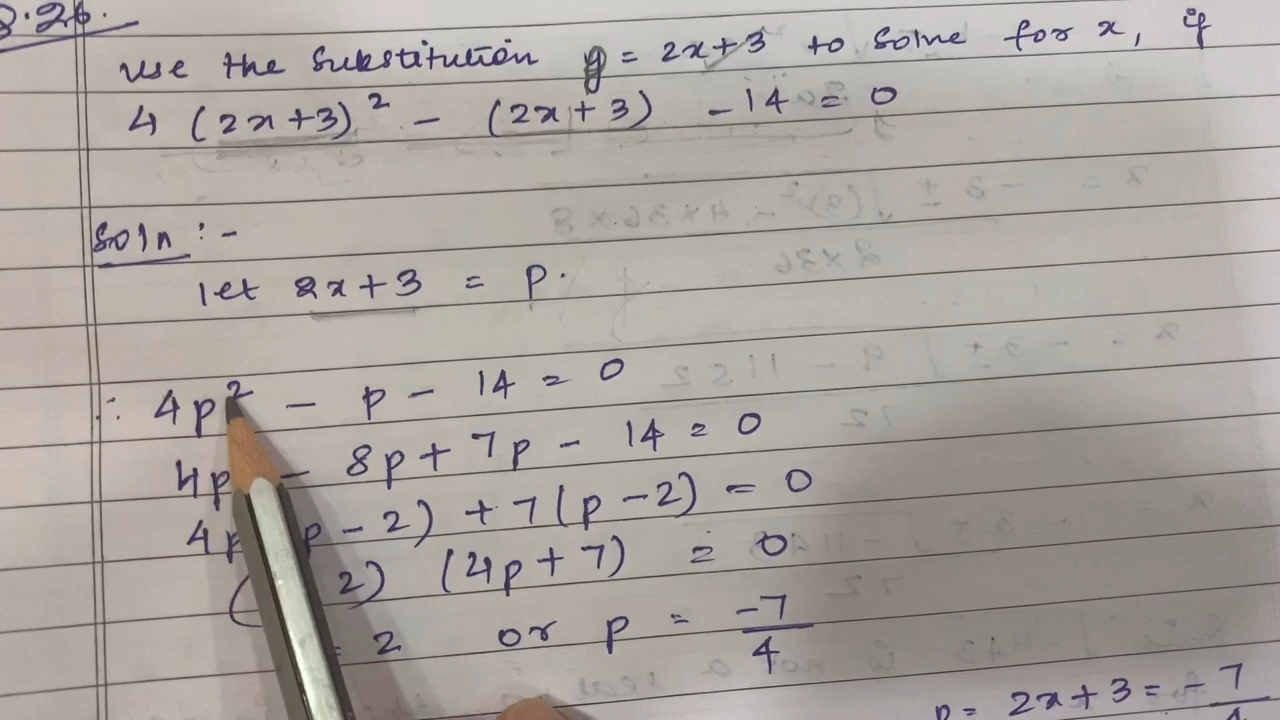 Q.26.
Use the Substitution y = 2x+3 to Solve for x, if
4 (2x+3)² - (2x+3) - 14 = 0
Soln :-
let 2x+3 = p.
∴ 4p² - p - 14 = 0
4p - 8p + 7p - 14 = 0
4p p - 2) + 7(p - 2) = 0
( 2) (4p + 7) = 0
= 2 or p = -7/4
p = 2x+3 = -7/4